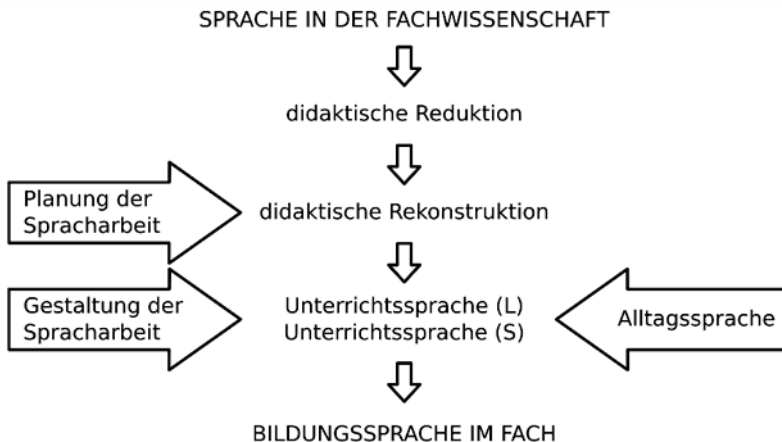 SPRACHE IN DER FACHWISSENSCHAFT
didaktische Reduktion
Planung der
Spracharbeit
didaktische Rekonstruktion
Gestaltung der
Spracharbeit
Unterrichtssprache (L)
Unterrichtssprache (S)
Alltagssprache
BILDUNGSSPRACHE IM FACH